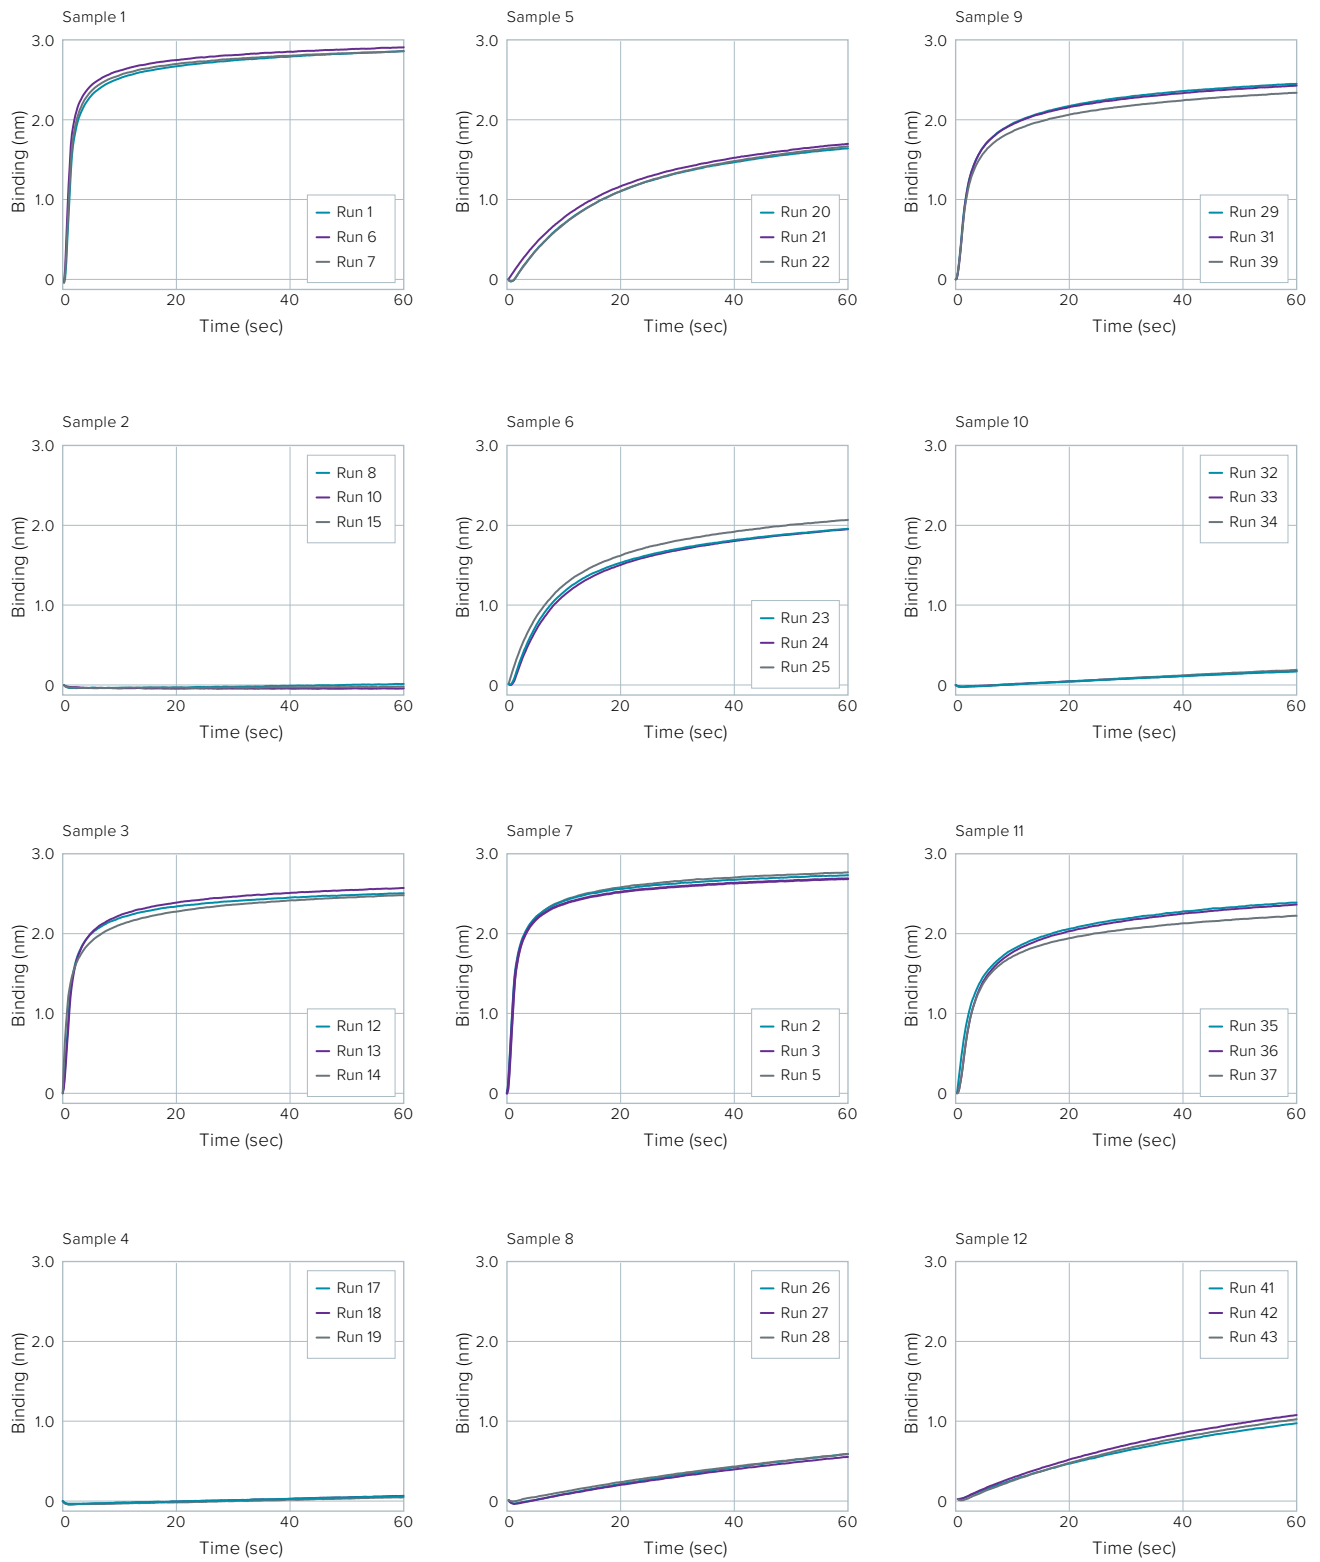 Sample 1
3.0
2.0
1.0
0
Binding (nm)
Run 1
Run 6
Run 7
0 20 40 60
Time (sec)
Sample 5
3.0
2.0
1.0
0
Binding (nm)
Run 20
Run 21
Run 22
0 20 40 60
Time (sec)
Sample 9
3.0
2.0
1.0
0
Binding (nm)
Run 29
Run 31
Run 39
0 20 40 60
Time (sec)
Sample 2
3.0
2.0
1.0
0
Binding (nm)
Run 8
Run 10
Run 15
0 20 40 60
Time (sec)
Sample 6
3.0
2.0
1.0
0
Binding (nm)
Run 23
Run 24
Run 25
0 20 40 60
Time (sec)
Sample 10
3.0
2.0
1.0
0
Binding (nm)
Run 32
Run 33
Run 34
0 20 40 60
Time (sec)
Sample 3
3.0
2.0
1.0
0
Binding (nm)
Run 12
Run 13
Run 14
0 20 40 60
Time (sec)
Sample 7
3.0
2.0
1.0
0
Binding (nm)
Run 2
Run 3
Run 5
0 20 40 60
Time (sec)
Sample 11
3.0
2.0
1.0
0
Binding (nm)
Run 35
Run 36
Run 37
0 20 40 60
Time (sec)
Sample 4
3.0
2.0
1.0
0
Binding (nm)
Run 17
Run 18
Run 19
0 20 40 60
Time (sec)
Sample 8
3.0
2.0
1.0
0
Binding (nm)
Run 26
Run 27
Run 28
0 20 40 60
Time (sec)
Sample 12
3.0
2.0
1.0
0
Binding (nm)
Run 41
Run 42
Run 43
0 20 40 60
Time (sec)